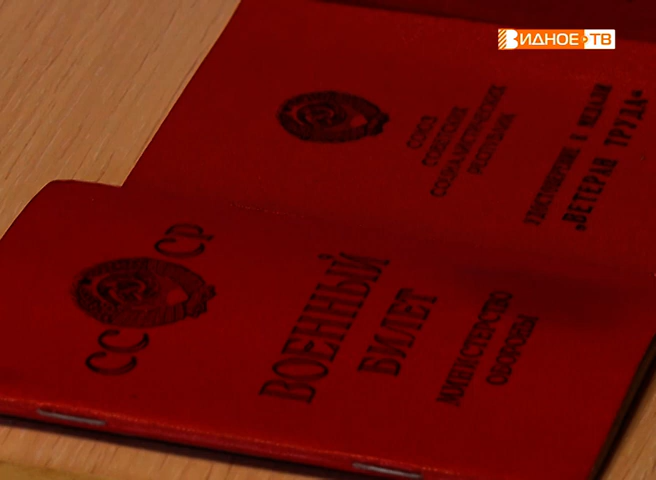 ВИДНОЕ ТВ
СОЮЗ
СОВЕТСКИХ
СОЦИАЛИСТИЧЕСКИХ
РЕСПУБЛИК
УДОСТОВЕРЕНИЕ К МЕДАЛИ
„ВЕТЕРАН ТРУДА“
СССР
ВОЕННЫЙ
БИЛЕТ
МИНИСТЕРСТВО
ОБОРОНЫ